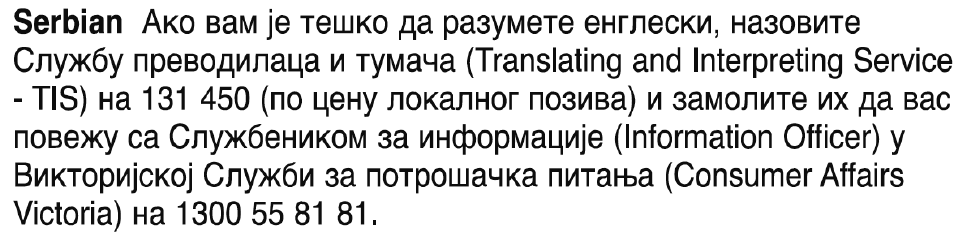 Serbian Ако вам је тешко да разумете енглески, назовите
Службу преводилаца и тумача (Translating and Interpreting Service
- TIS) на 131 450 (по цену локалног позива) и замолите их да вас
повежу са Службеником за информације (Information Officer) у
Викторијској Служби за потрошачка питања (Consumer Affairs
Victoria) на 1300 55 81 81.